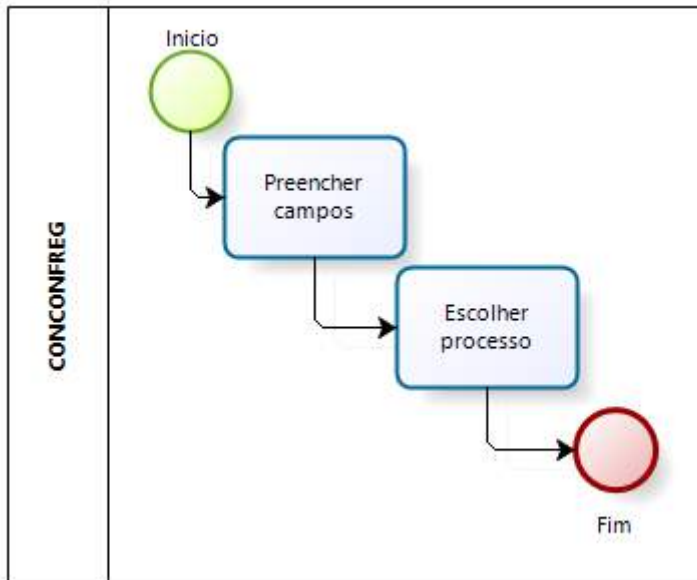 CONCONFREG
Inicio
Preencher
campos
Escolher
processo
Fim